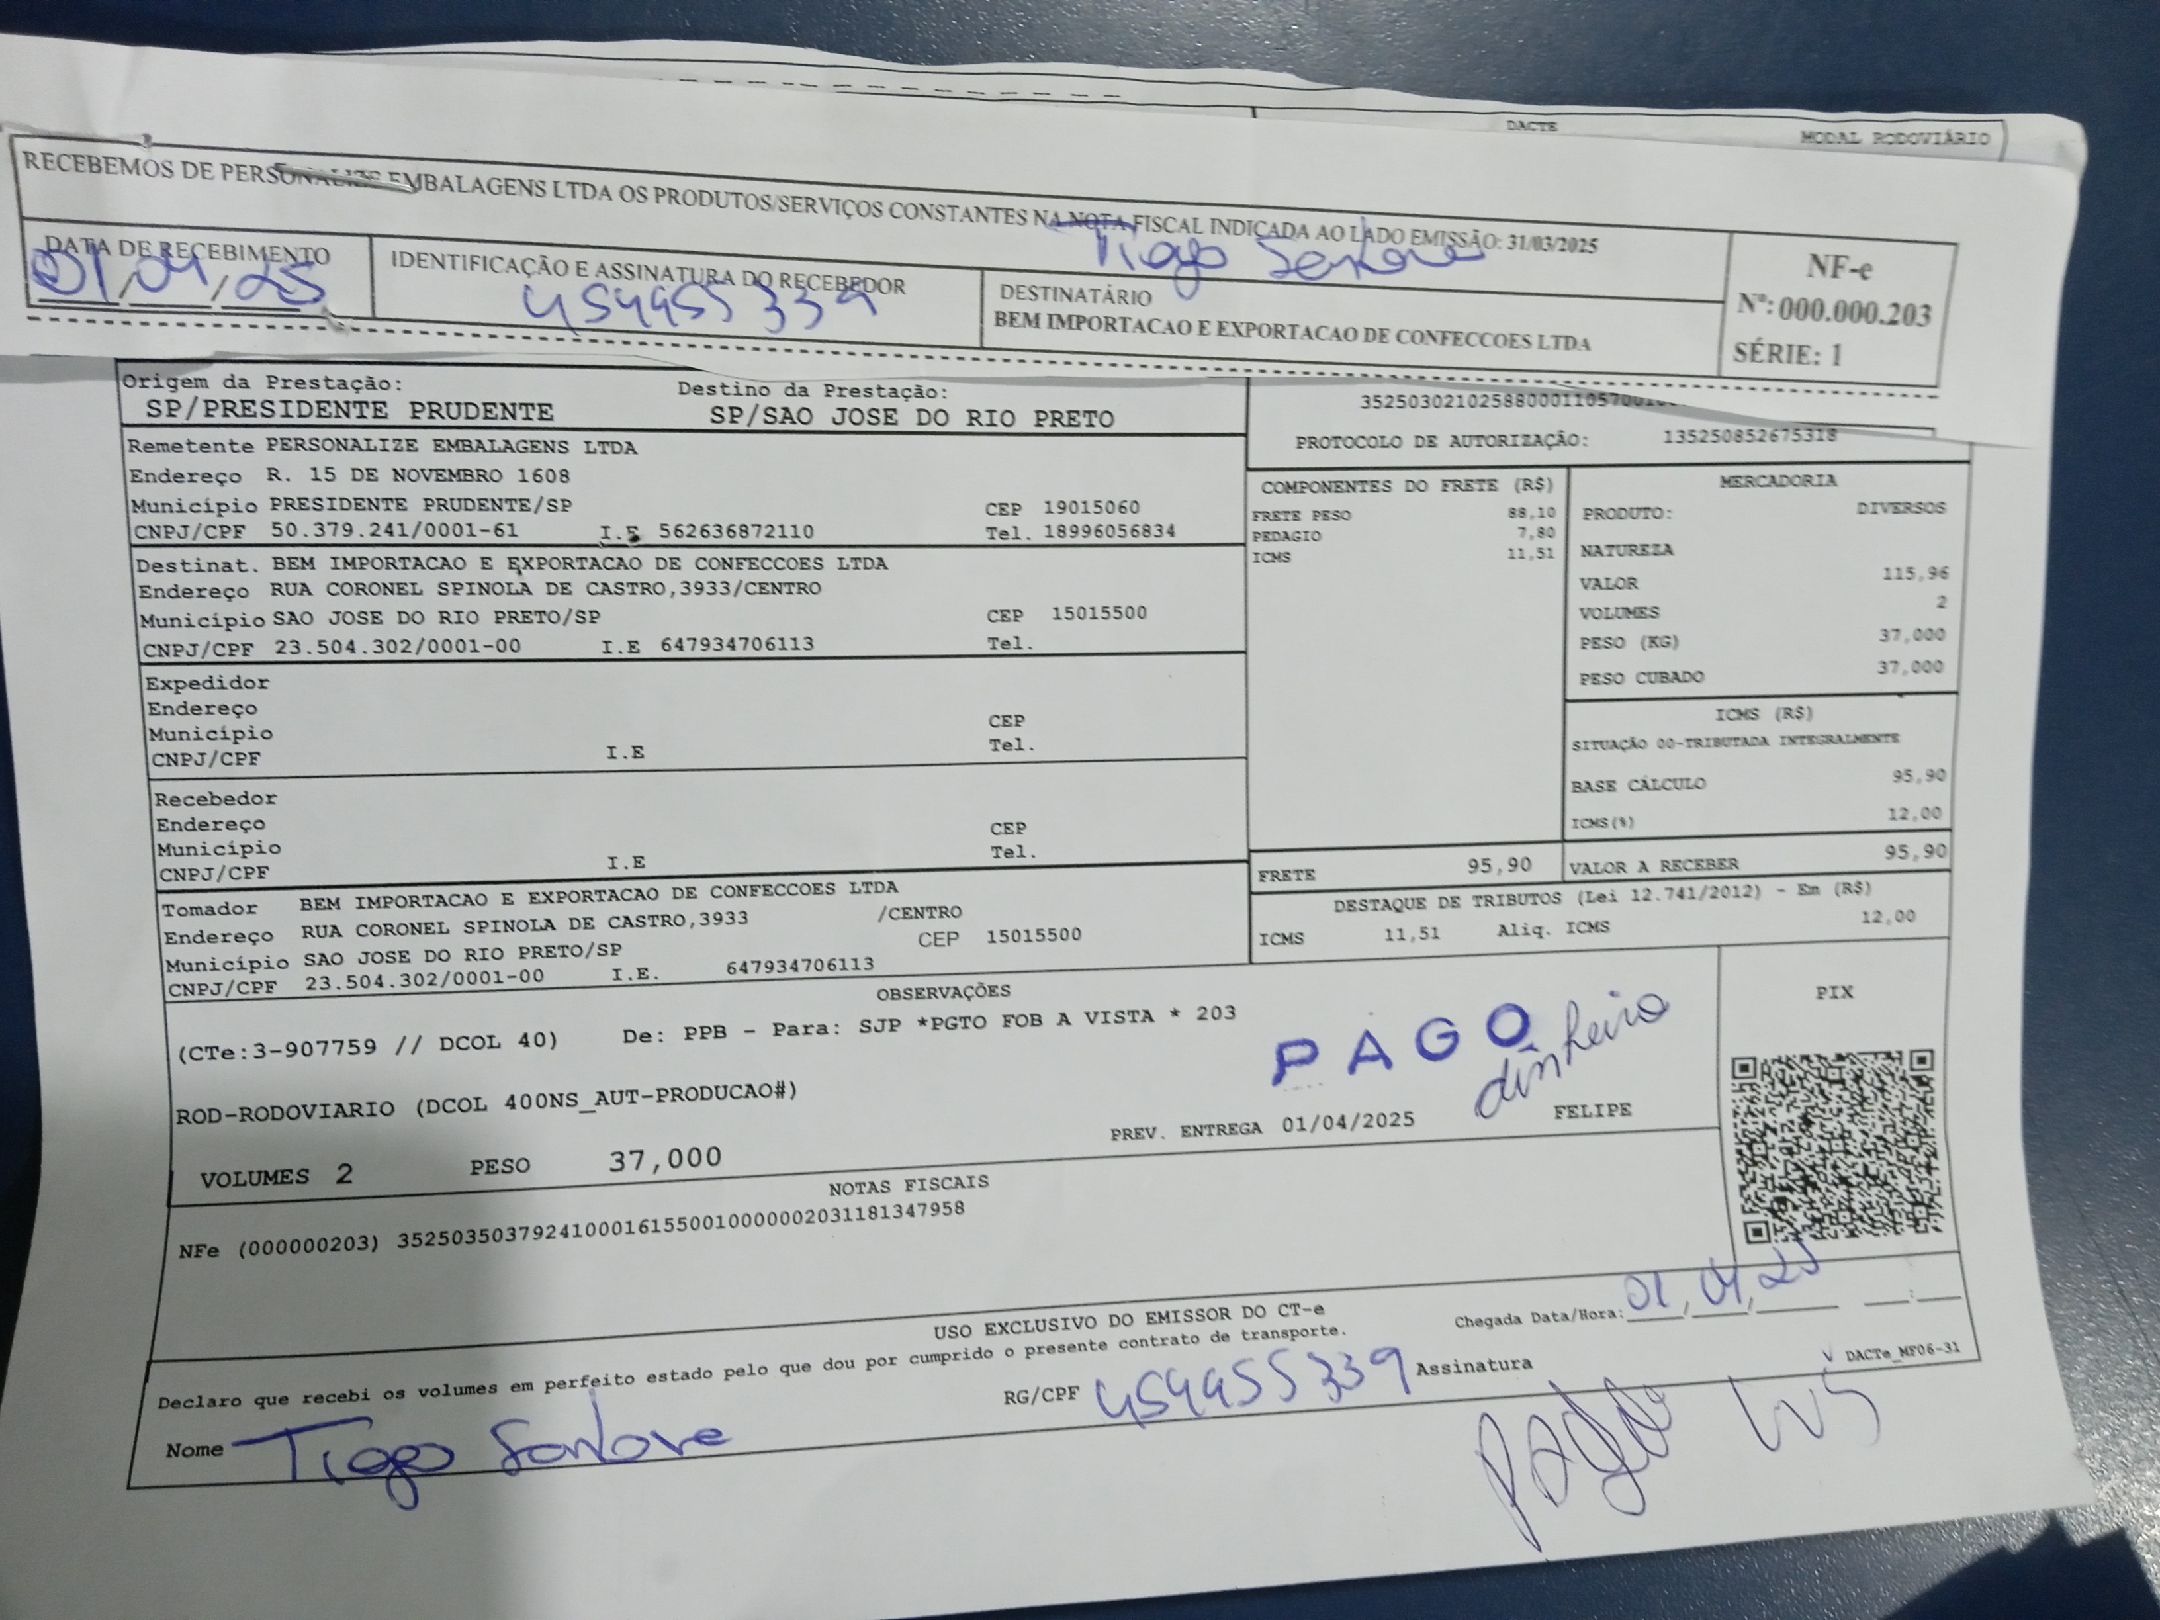 DACTE
MODAL RODOVIÁRIO
RECEBEMOS DE PERSONALIZE EMBALAGENS LTDA OS PRODUTOS/SERVIÇOS CONSTANTES NA NOTA FISCAL INDICADA AO LADO EMISSÃO: 31/03/2025
DATA DE RECEBIMENTO
01/04/25
IDENTIFICAÇÃO E ASSINATURA DO RECEBEDOR
Tiago
454955339
DESTINATÁRIO
BEM IMPORTACAO E EXPORTACAO DE CONFECCOES LTDA
NF-e
Nº: 000.000.203
SÉRIE: 1
Origem da Prestação:
SP/PRESIDENTE PRUDENTE
Destino da Prestação:
SP/SAO JOSE DO RIO PRETO
PROTOCOLO DE AUTORIZAÇÃO: 135250852675318
Remetente PERSONALIZE EMBALAGENS LTDA
Endereço R. 15 DE NOVEMBRO 1608
Município PRESIDENTE PRUDENTE/SP CEP 19015060
CNPJ/CPF 50.379.241/0001-61 I.E 562636872110 Tel. 18996056834
Destinat. BEM IMPORTACAO E EXPORTACAO DE CONFECCOES LTDA
Endereço RUA CORONEL SPINOLA DE CASTRO,3933/CENTRO
Município SAO JOSE DO RIO PRETO/SP CEP 15015500
CNPJ/CPF 23.504.302/0001-00 I.E 647934706113 Tel.
Expedidor
Endereço
Município CEP
CNPJ/CPF I.E Tel.
Recebedor
Endereço
Município CEP
CNPJ/CPF I.E Tel.
Tomador BEM IMPORTACAO E EXPORTACAO DE CONFECCOES LTDA
Endereço RUA CORONEL SPINOLA DE CASTRO,3933 /CENTRO
Município SAO JOSE DO RIO PRETO/SP CEP 15015500
CNPJ/CPF 23.504.302/0001-00 I.E. 647934706113
COMPONENTES DO FRETE (R$)
FRETE PESO 88,10
PEDAGIO 7,80
ICMS 11,51
MERCADORIA
PRODUTO: DIVERSOS
NATUREZA
VALOR 115,96
VOLUMES 2
PESO (KG) 37,000
PESO CUBADO 37,000
ICMS (R$)
SITUAÇÃO 00-TRIBUTADA INTEGRALMENTE
BASE CÁLCULO 95,90
ICMS(%) 12,00
FRETE 95,90
VALOR A RECEBER 95,90
DESTAQUE DE TRIBUTOS (Lei 12.741/2012) - Em (R$)
ICMS 11,51 Aliq. ICMS 12,00
OBSERVAÇÕES
(CTe:3-907759 // DCOL 40) De: PPB - Para: SJP *PGTO FOB A VISTA * 203
PAGO
dinheiro
ROD-RODOVIARIO (DCOL 400NS_AUT-PRODUCAO#)
PREV. ENTREGA 01/04/2025 FELIPE
VOLUMES 2 PESO 37,000
PIX
NOTAS FISCAIS
NFe (000000203) 35250350379241000161550010000002031181347958
USO EXCLUSIVO DO EMISSOR DO CT-e
Chegada Data/Hora: 01/04/25
Declaro que recebi os volumes em perfeito estado pelo que dou por cumprido o presente contrato de transporte.
DACTe_MF06-31
Nome Tiago
RG/CPF 454955339
Assinatura